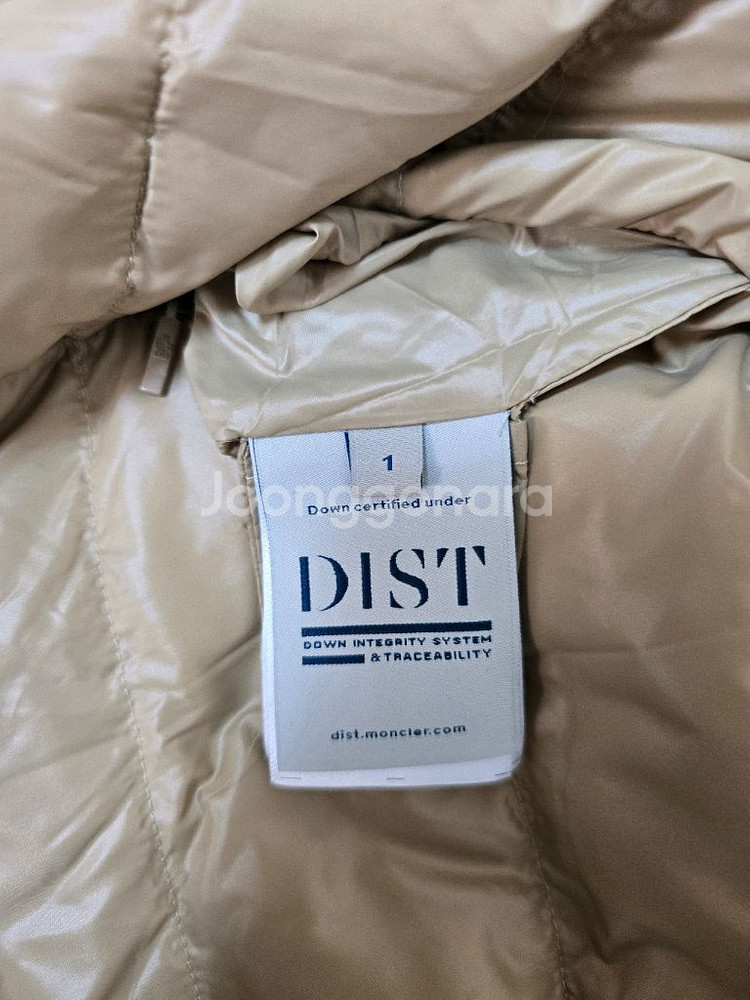 1
Down certified under
Joonggonara
DIST
DOWN INTEGRITY SYSTEM
& TRACEABILITY
dist.moncler.com